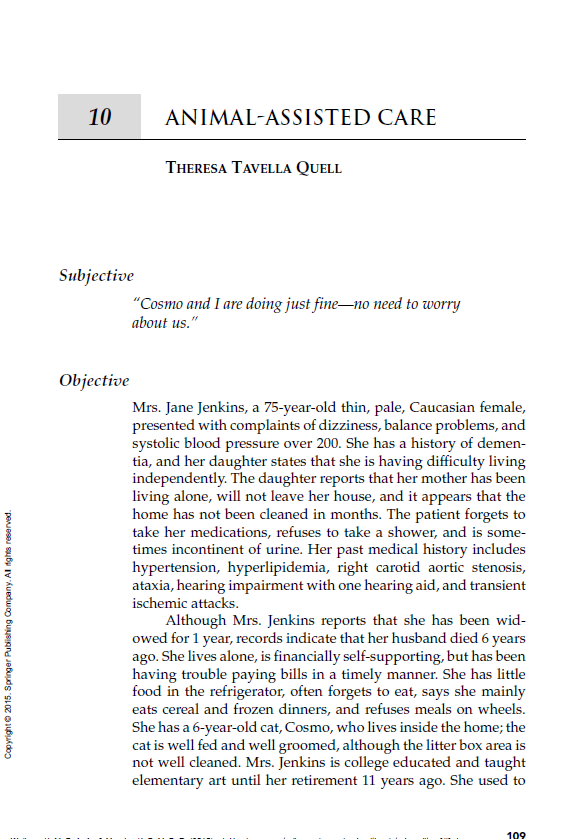 10
ANIMAL-ASSISTED CARE
THERESA TAVELLA QUELL
Subjective
“Cosmo and I are doing just fine—no need to worry
about us.”
Objective
Mrs. Jane Jenkins, a 75-year-old thin, pale, Caucasian female,
presented with complaints of dizziness, balance problems, and
systolic blood pressure over 200. She has a history of demen-
tia, and her daughter states that she is having difficulty living
independently. The daughter reports that her mother has been
living alone, will not leave her house, and it appears that the
home has not been cleaned in months. The patient forgets to
take her medications, refuses to take a shower, and is some-
times incontinent of urine. Her past medical history includes
hypertension, hyperlipidemia, right carotid aortic stenosis,
ataxia, hearing impairment with one hearing aid, and transient
ischemic attacks.
Although Mrs. Jenkins reports that she has been wid-
owed for 1 year, records indicate that her husband died 6 years
ago. She lives alone, is financially self-supporting, but has been
having trouble paying bills in a timely manner. She has little
food in the refrigerator, often forgets to eat, says she mainly
eats cereal and frozen dinners, and refuses meals on wheels.
She has a 6-year-old cat, Cosmo, who lives inside the home; the
cat is well fed and well groomed, although the litter box area is
not well cleaned. Mrs. Jenkins is college educated and taught
elementary art until her retirement 11 years ago. She used to
Copyright © 2015. Springer Publishing Company. All rights reserved.
109